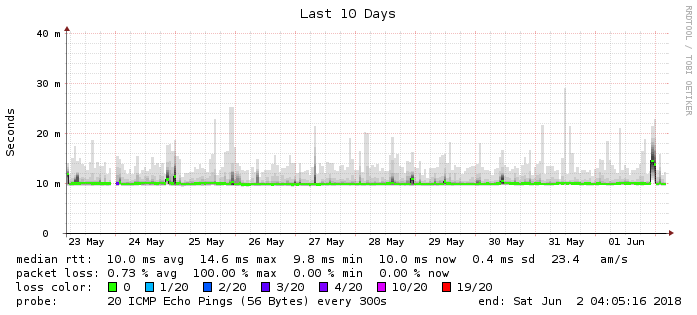 Last 10 Days
RRDTOOL / TOBI OETIKER
Seconds
40 m
30 m
20 m
10 m
0
23 May 24 May 25 May 26 May 27 May 28 May 29 May 30 May 31 May 01 Jun
median rtt: 10.0 ms avg 14.6 ms max 9.8 ms min 10.0 ms now 0.4 ms sd 23.4 am/s
packet loss: 0.73 % avg 100.00 % max 0.00 % min 0.00 % now
loss color: 0 1/20 2/20 3/20 4/20 10/20 19/20
probe: 20 ICMP Echo Pings (56 Bytes) every 300s end: Sat Jun 2 04:05:16 2018